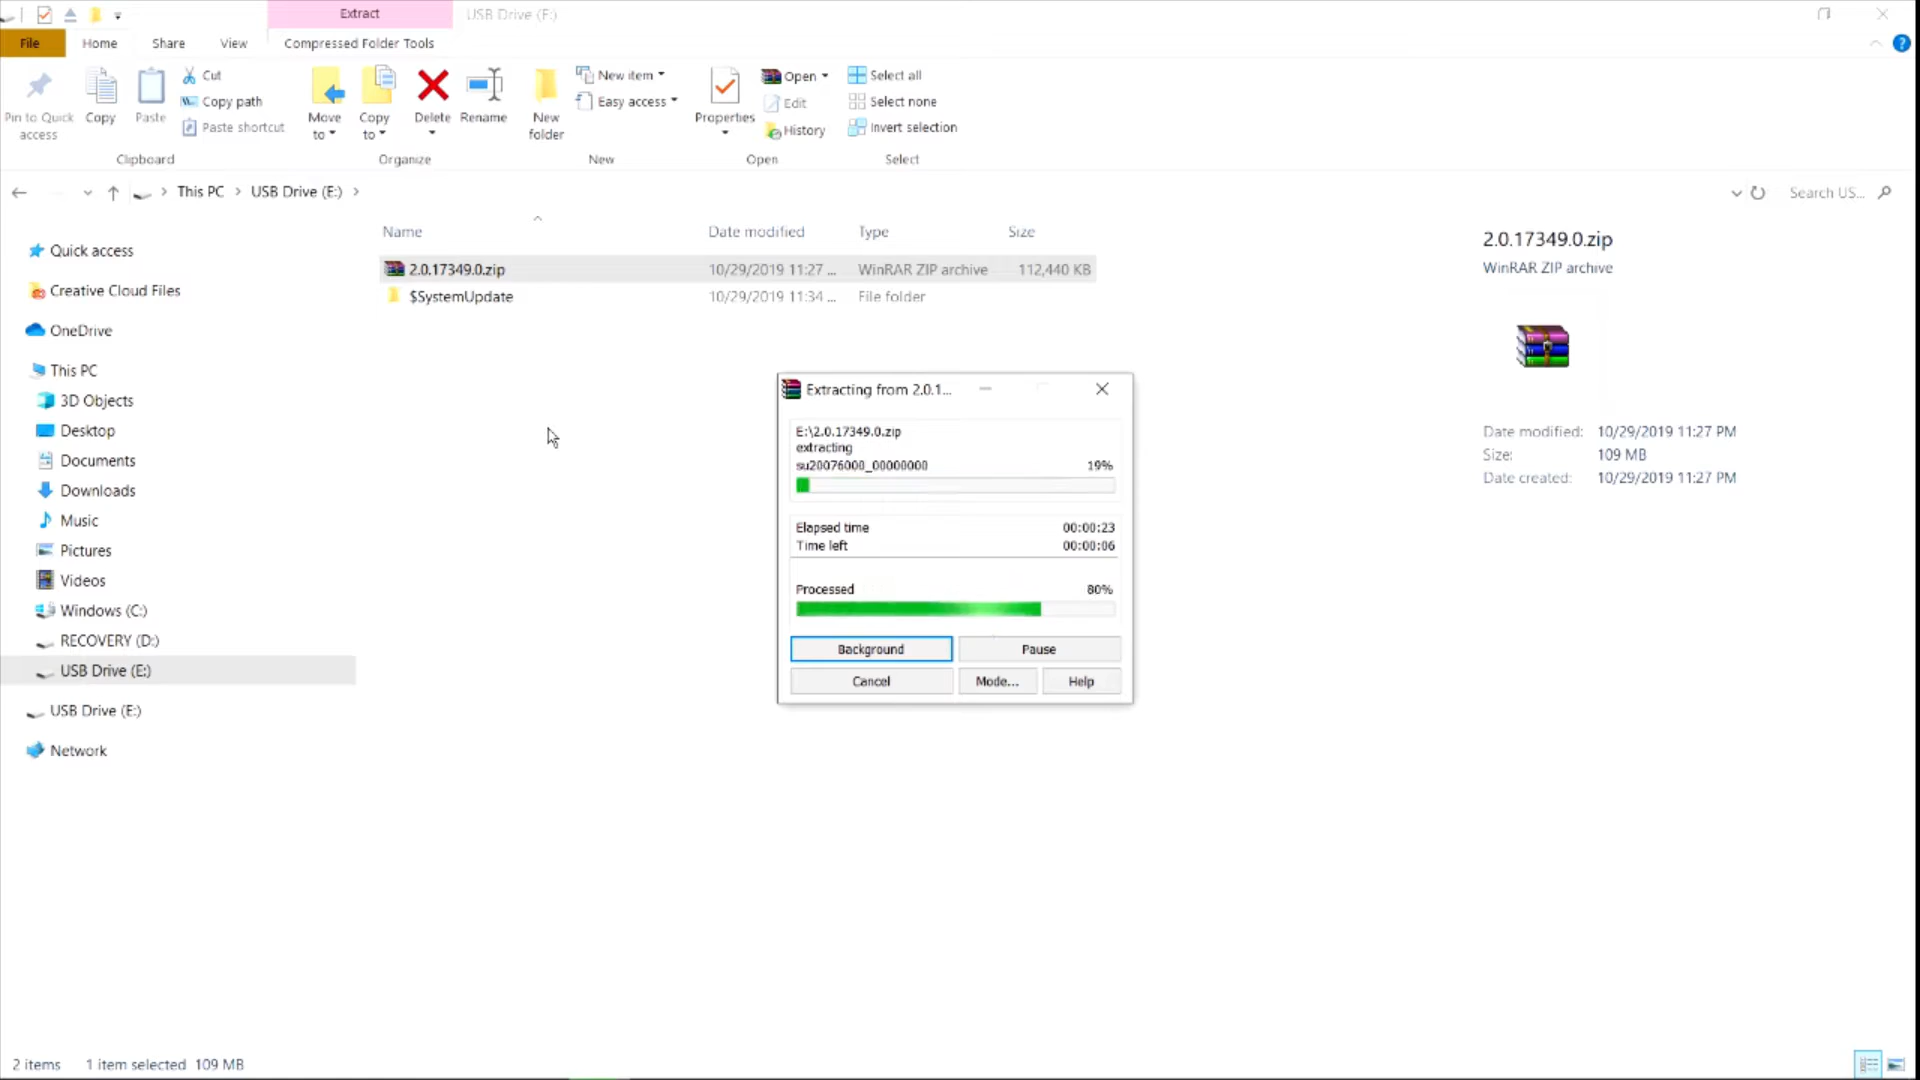 Extract
USB Drive (F:)
File
Home
Share
View
Compressed Folder Tools
Pin to Quick
access
Copy
Paste
Cut
Copy path
Paste shortcut
Move
to
Copy
to
Delete
Rename
New
folder
New item
Easy access
Properties
Open
Edit
History
Select all
Select none
Invert selection
Clipboard
Organize
New
Open
Select
This PC
USB Drive (E:)
Search US...
Name
Date modified
Type
Size
2.0.17349.0.zip 10/29/2019 11:27 ... WinRAR ZIP archive 112,440 KB
$SystemUpdate 10/29/2019 11:34 ... File folder
Quick access
Creative Cloud Files
OneDrive
This PC
3D Objects
Desktop
Documents
Downloads
Music
Pictures
Videos
Windows (C:)
RECOVERY (D:)
USB Drive (E:)
USB Drive (E:)
Network
Extracting from 2.0.1...
E:\2.0.17349.0.zip
extracting
su20076000_00000000 19%
Elapsed time 00:00:23
Time left 00:00:06
Processed 80%
Background
Pause
Cancel
Mode...
Help
2.0.17349.0.zip
WinRAR ZIP archive
Date modified: 10/29/2019 11:27 PM
Size: 109 MB
Date created: 10/29/2019 11:27 PM
2 items 1 item selected 109 MB